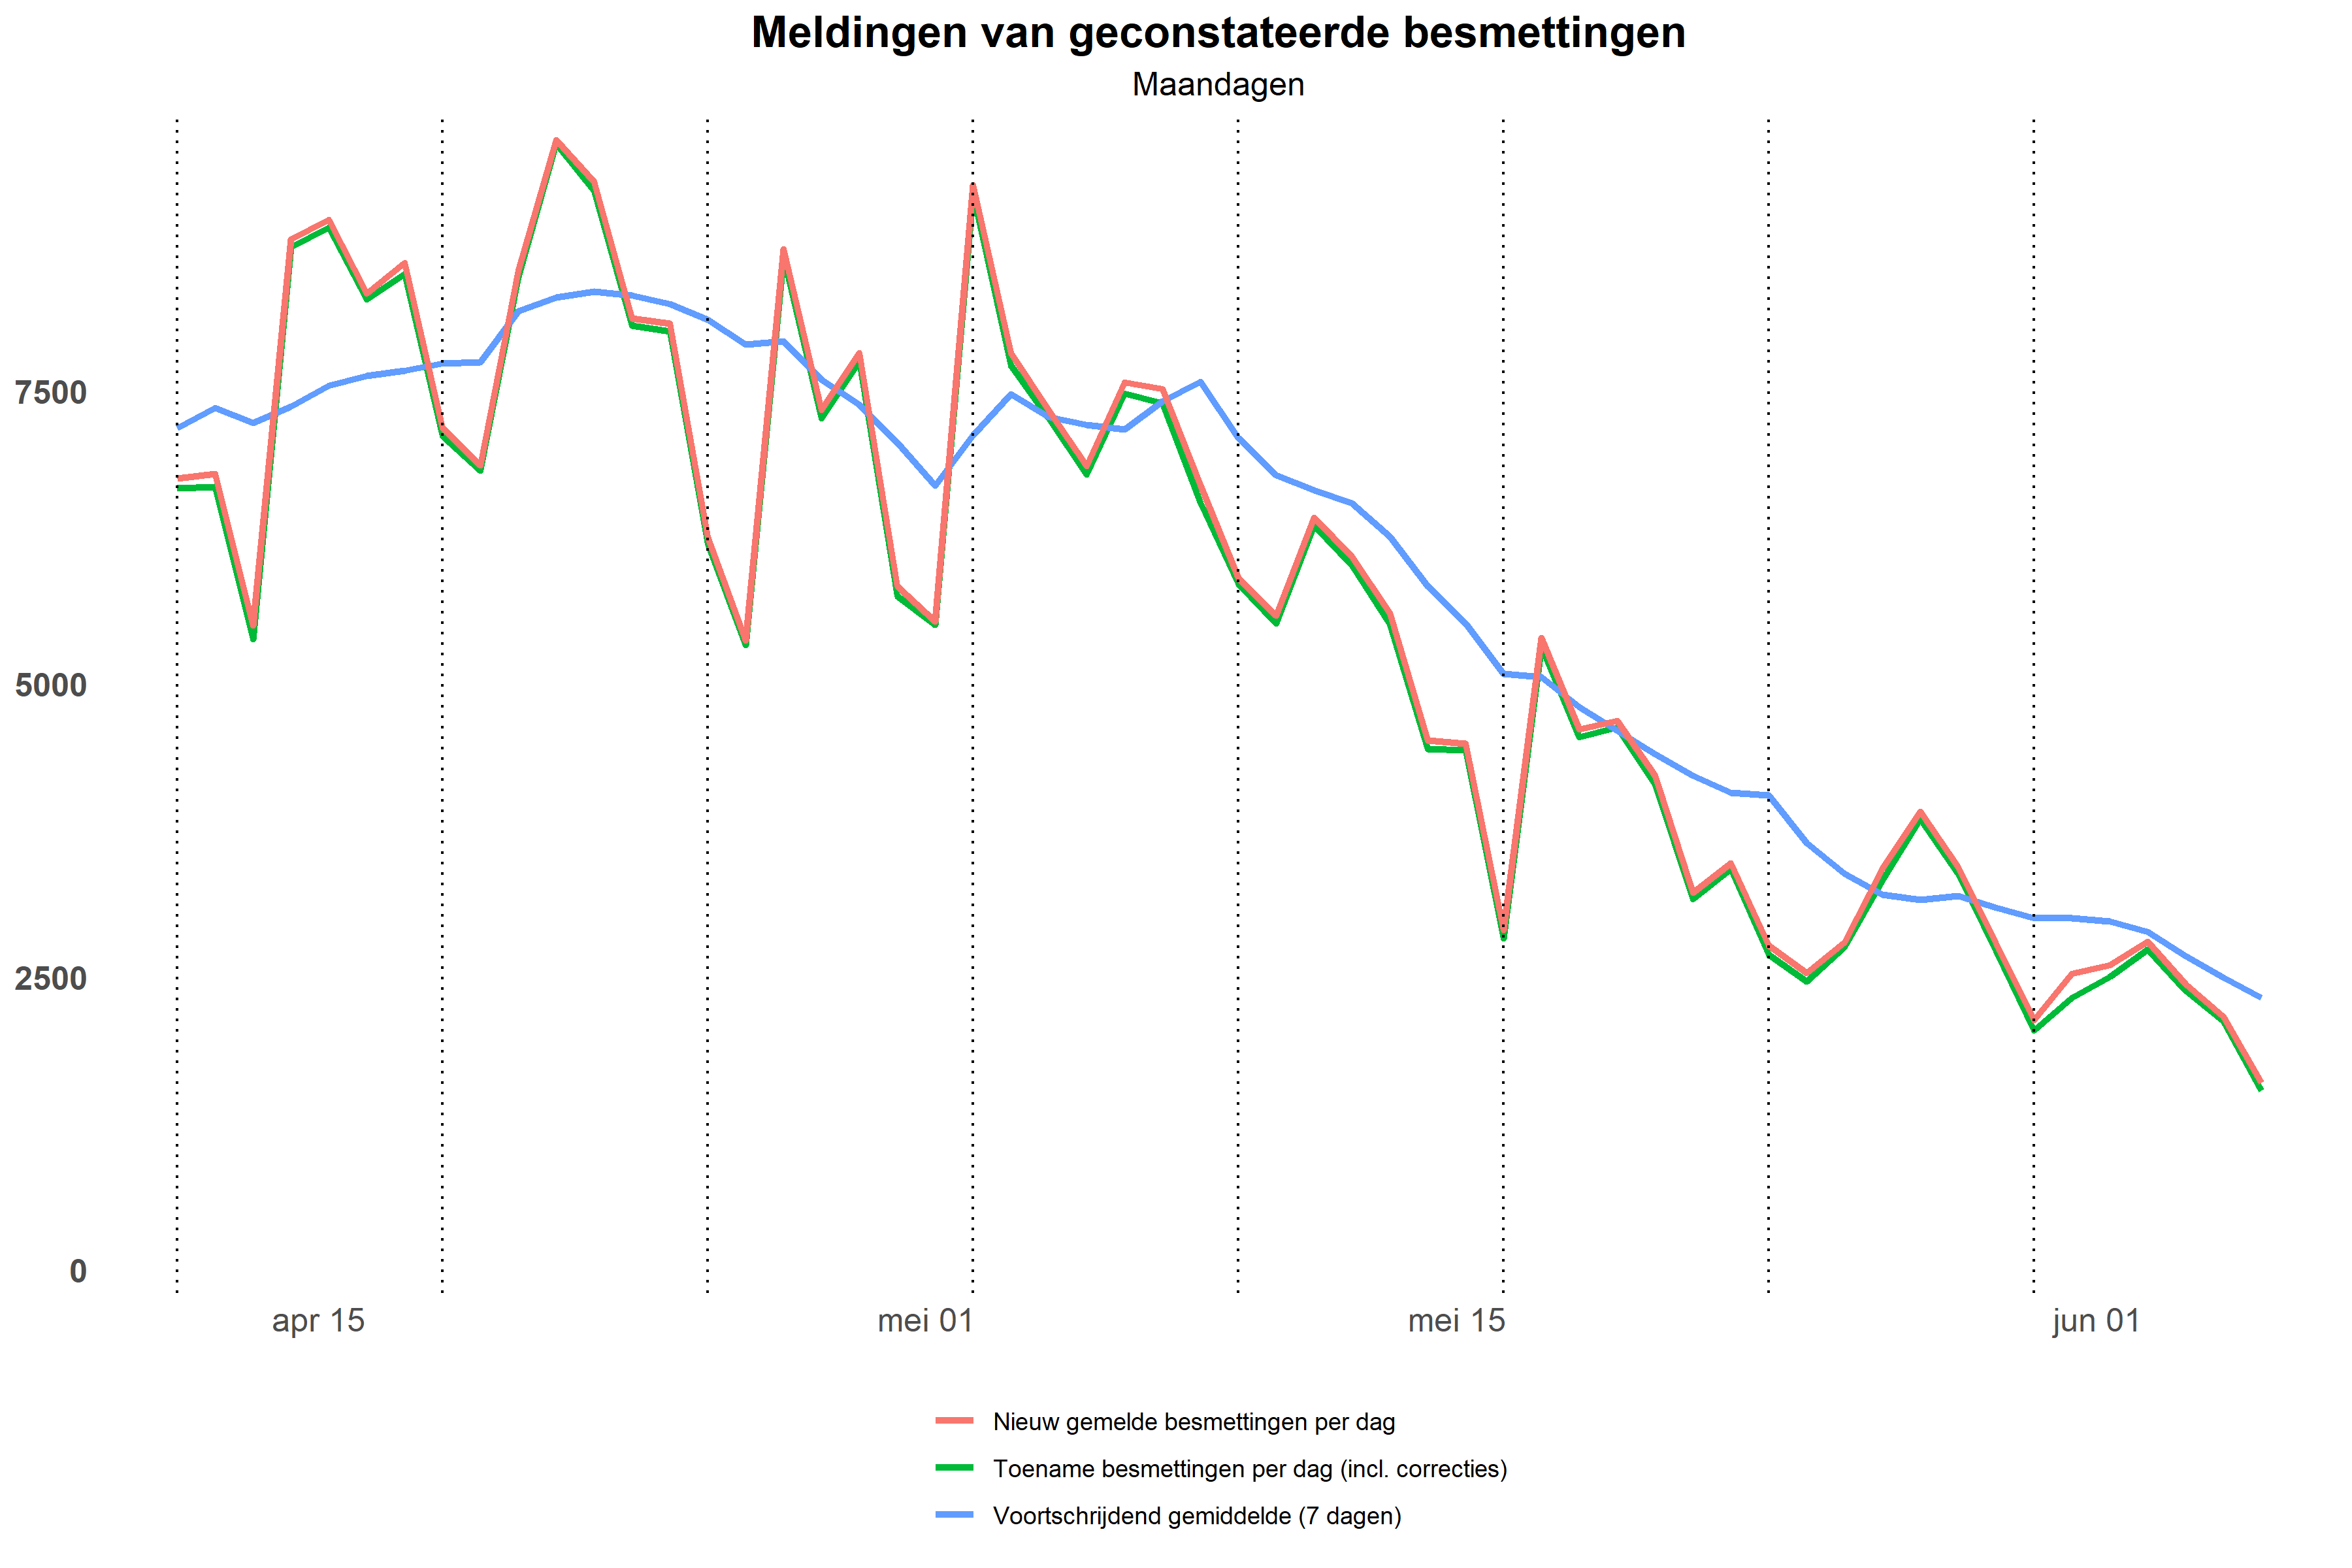 Meldingen van geconstateerde besmettingen
Maandagen
7500
5000
2500
0
apr 15 mei 01 mei 15 jun 01
Nieuw gemelde besmettingen per dag
Toename besmettingen per dag (incl. correcties)
Voortschrijdend gemiddelde (7 dagen)